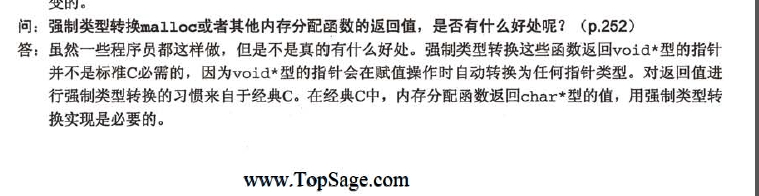 变的。
问：强制类型转换malloc或者其他内存分配函数的返回值，是否有什么好处呢？（p.252）
答：虽然一些程序员都这样做，但是不是真的有什么好处。强制类型转换这些函数返回void*型的指针
并不是标准C必需的，因为void*型的指针会在赋值操作时自动转换为任何指针类型。对返回值进
行强制类型转换的习惯来自于经典C。在经典C中，内存分配函数返回char*型的值，用强制类型转
换实现是必要的。
www.TopSage.com